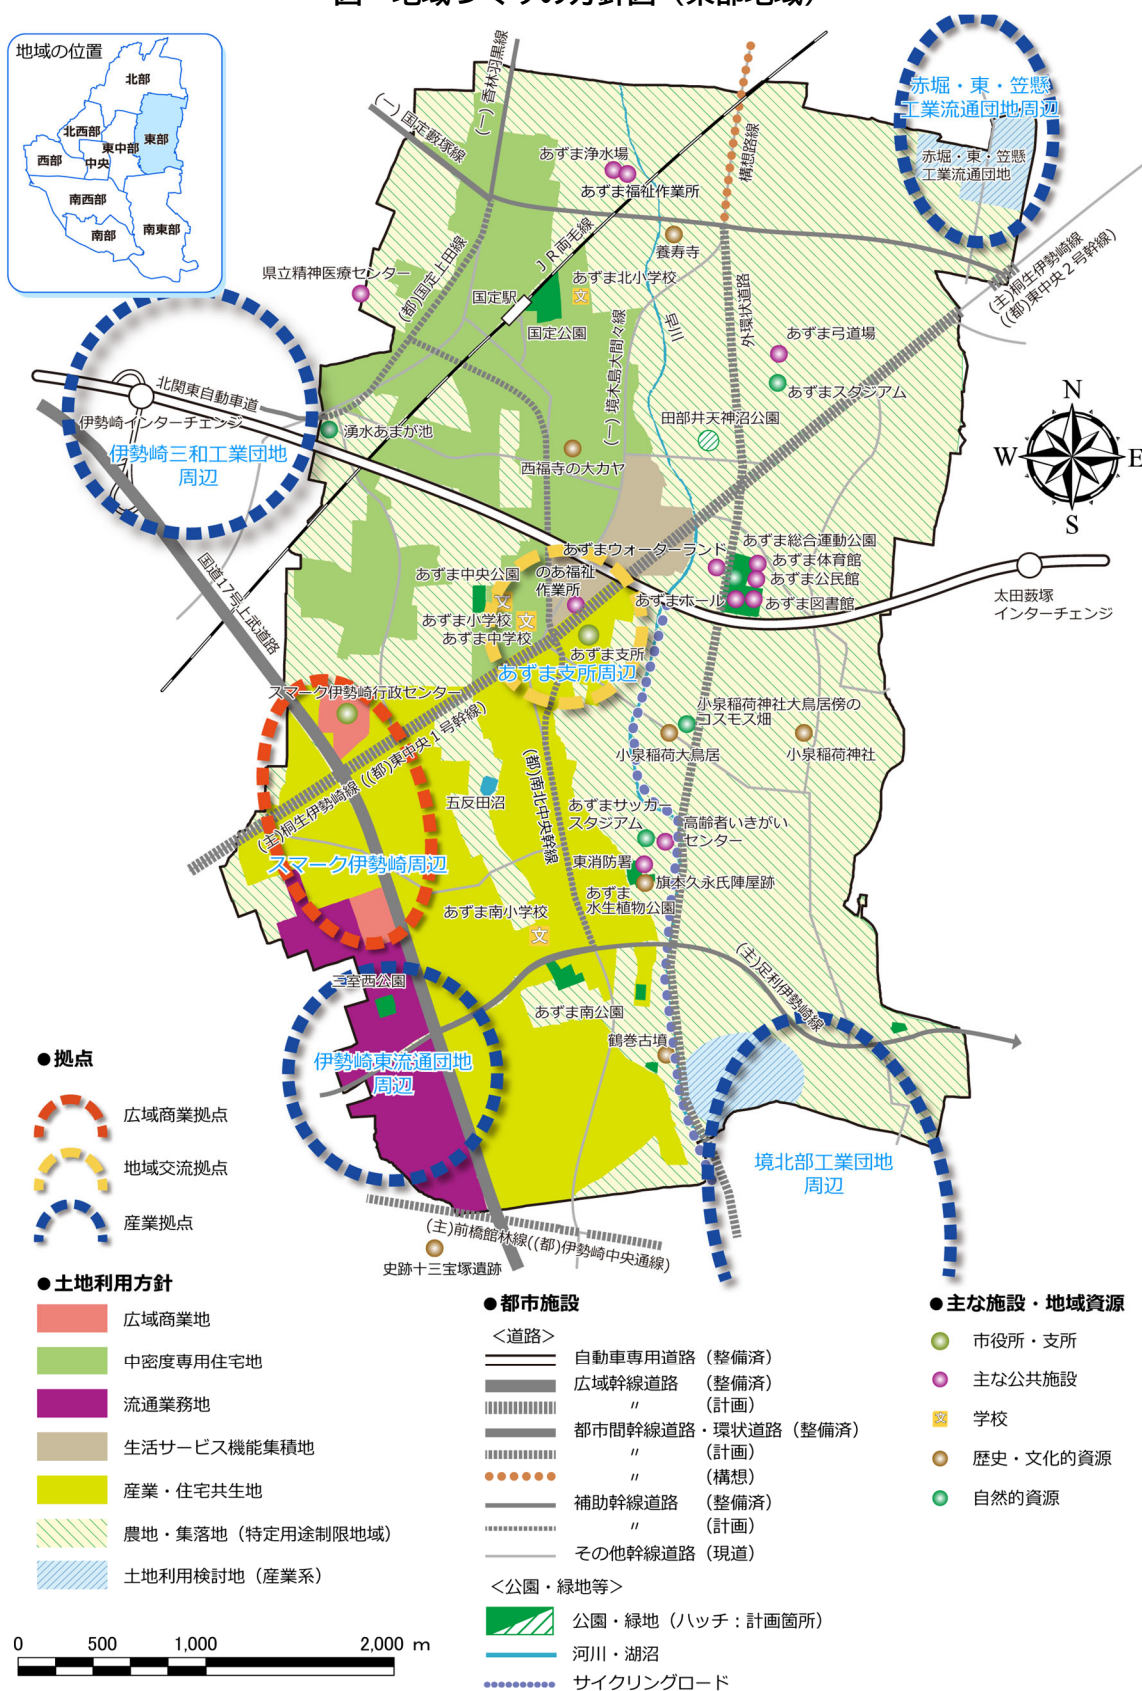 図 地域づくりの方針図（東部地域）
地域の位置
北部
北西部
東中部
東部
西部
中央
南西部
南部
南東部
(一)香林羽黒線
(一)国定藪塚線
あずま浄水場
あずま福祉作業所
構想路線
赤堀・東・笠懸
工業流通団地周辺
赤堀・東・笠懸
工業流通団地
養寿寺
JR両毛線
(都)国定上田線
県立精神医療センター
国定駅
あずま北小学校
国定公園
早川
外環状道路
(主)桐生伊勢崎線
((都)東中央2号幹線)
(一)境木島大間々線
あずま弓道場
あずまスタジアム
田部井天神沼公園
北関東自動車道
伊勢崎インターチェンジ
伊勢崎三和工業団地
周辺
湧水あまが池
西福寺の大カヤ
N
W
E
S
国道17号上武道路
あずまウォーターランド
あずま総合運動公園
あずま体育館
あずま公民館
あずまホール
あずま図書館
あずま中央公園
のあ福祉
作業所
あずま小学校
あずま中学校
あずま支所
あずま支所周辺
太田薮塚
インターチェンジ
スマーク伊勢崎行政センター
小泉稲荷神社大鳥居傍の
コスモス畑
小泉稲荷大鳥居
小泉稲荷神社
(主)桐生伊勢崎線((都)東中央1号幹線)
(都)南北中央幹線
五反田沼
あずまサッカー
スタジアム
高齢者いきがい
センター
スマーク伊勢崎周辺
東消防署
旗本久永氏陣屋跡
あずま
水生植物公園
あずま南小学校
(主)足利伊勢崎線
三室西公園
あずま南公園
鶴巻古墳
伊勢崎東流通団地
周辺
境北部工業団地
周辺
(主)前橋館林線((都)伊勢崎中央通線)
史跡十三宝塚遺跡
●拠点
広域商業拠点
地域交流拠点
産業拠点
●土地利用方針
広域商業地
中密度専用住宅地
流通業務地
生活サービス機能集積地
産業・住宅共生地
農地・集落地（特定用途制限地域）
土地利用検討地（産業系）
0 500 1,000 2,000 m
●都市施設
＜道路＞
自動車専用道路（整備済）
広域幹線道路 （整備済）
〃 （計画）
都市間幹線道路・環状道路（整備済）
〃 （計画）
〃 （構想）
補助幹線道路 （整備済）
〃 （計画）
その他幹線道路（現道）
＜公園・緑地等＞
公園・緑地（ハッチ：計画箇所）
河川・湖沼
サイクリングロード
●主な施設・地域資源
市役所・支所
主な公共施設
文 学校
歴史・文化的資源
自然的資源